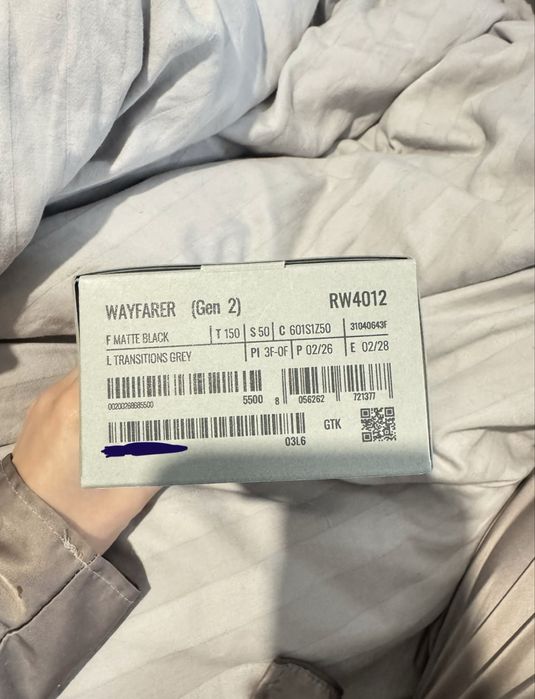 WAYFARER (Gen 2) RW4012
F MATTE BLACK T 150 S 50 C 601S1Z50 31040643F
L TRANSITIONS GREY PI 3F-0F P 02/26 E 02/28
00200268685500 5500 8 056262 721377
03L6 GTK